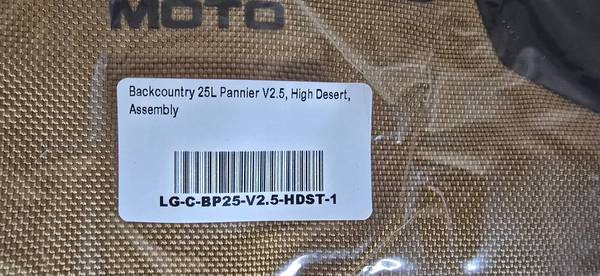 MOTO
Backcountry 25L Pannier V2.5, High Desert,
Assembly
LG-C-BP25-V2.5-HDST-1